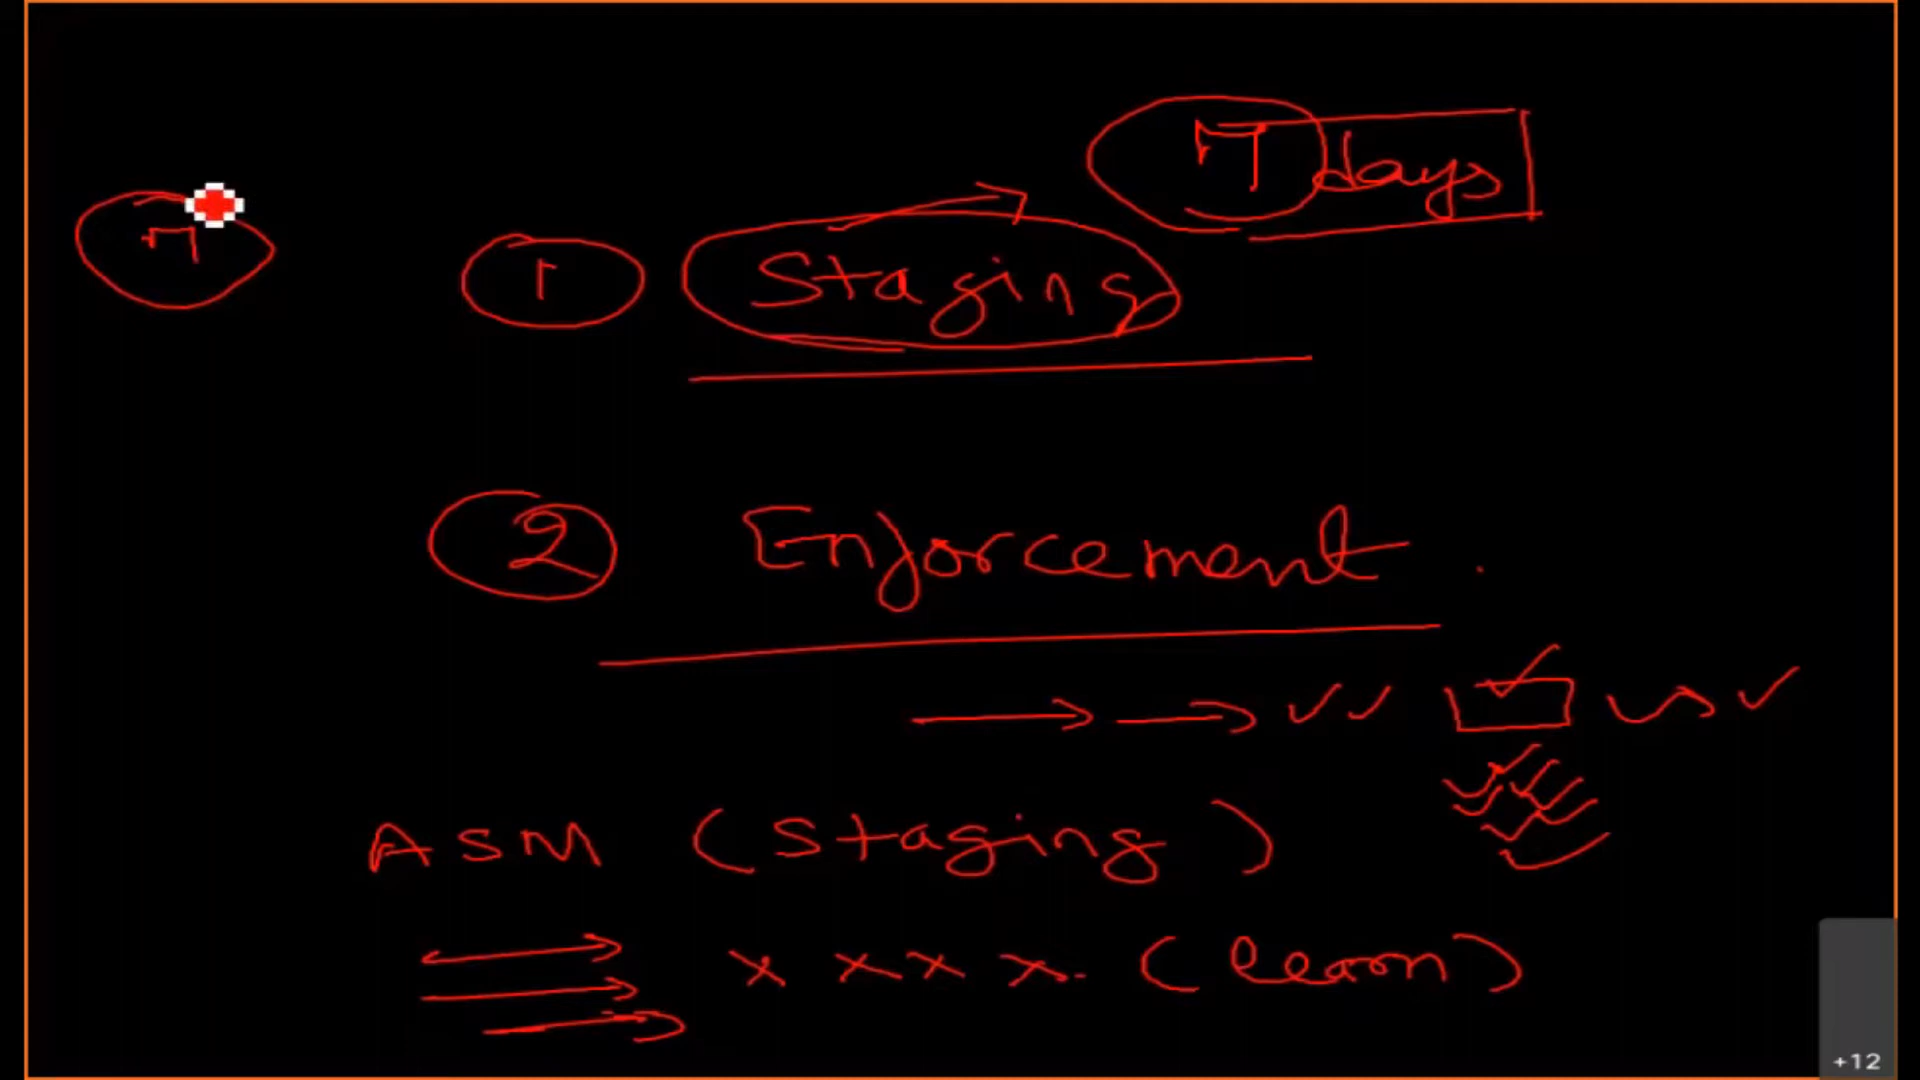 7 days
7
1 Staging
2 Enforcement.
ASM (Staging)
x x x x. (learn)
+12